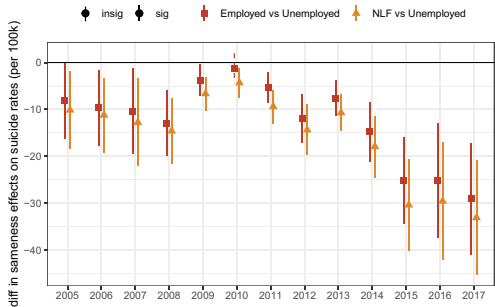 insig sig Employed vs Unemployed NLF vs Unemployed
diff in sameness effects on suicide rates (per 100k)
0
−10
−20
−30
−40
2005 2006 2007 2008 2009 2010 2011 2012 2013 2014 2015 2016 2017